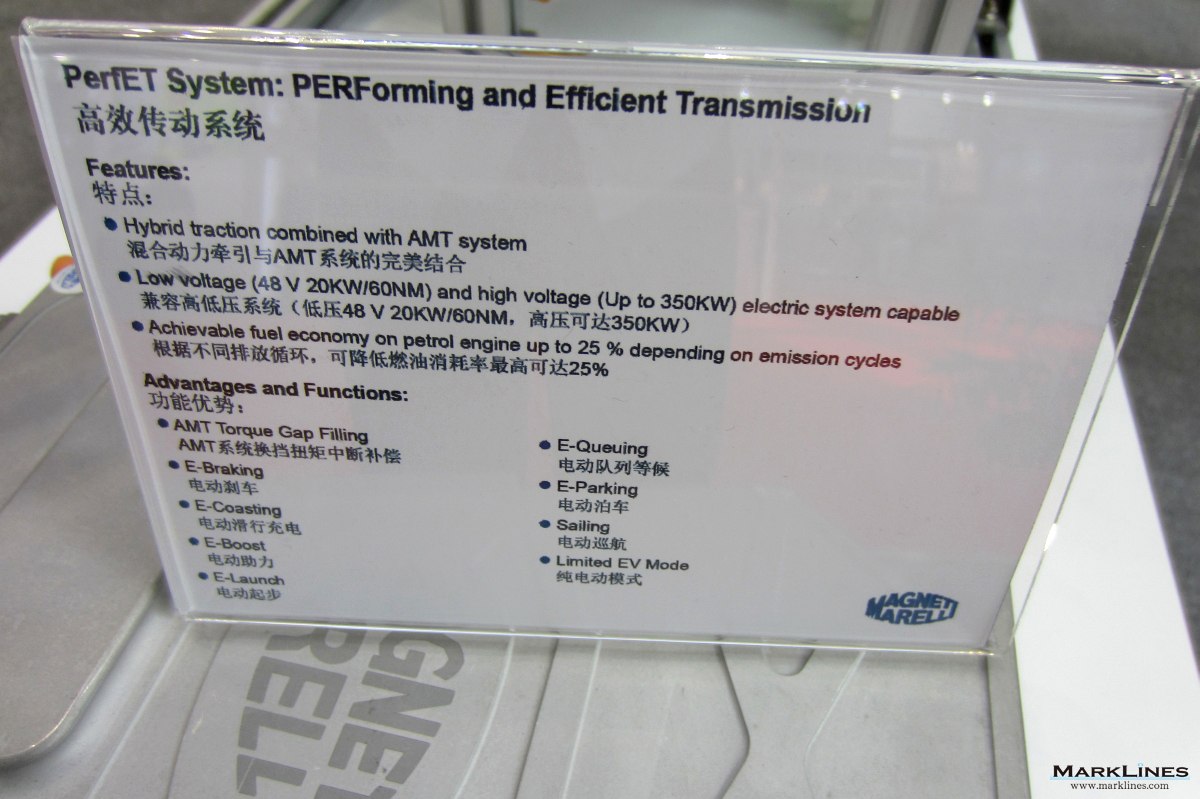 PerfET System: PERForming and Efficient Transmission
高效传动系统
Features:
特点：
Hybrid traction combined with AMT system
混合动力牵引与AMT系统的完美结合
Low voltage (48 V 20KW/60NM) and high voltage (Up to 350KW) electric system capable
兼容高低压系统（低压48 V 20KW/60NM，高压可达350KW）
Achievable fuel economy on petrol engine up to 25 % depending on emission cycles
根据不同排放循环，可降低燃油消耗率最高可达25%
Advantages and Functions:
功能优势：
AMT Torque Gap Filling
AMT系统换挡扭矩中断补偿
E-Braking
电动刹车
E-Coasting
电动滑行充电
E-Boost
电动助力
E-Launch
电动起步
E-Queuing
电动队列等候
E-Parking
电动泊车
Sailing
电动巡航
Limited EV Mode
纯电动模式
MAGNETI
MARELLI
GNE
RELL
MARKLINES
www.marklines.com